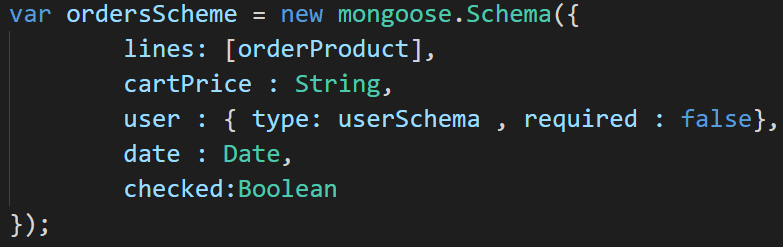 var ordersScheme = new mongoose.Schema({
        lines: [orderProduct],
        cartPrice : String,
        user : { type: userSchema , required : false},
        date : Date,
        checked:Boolean
});